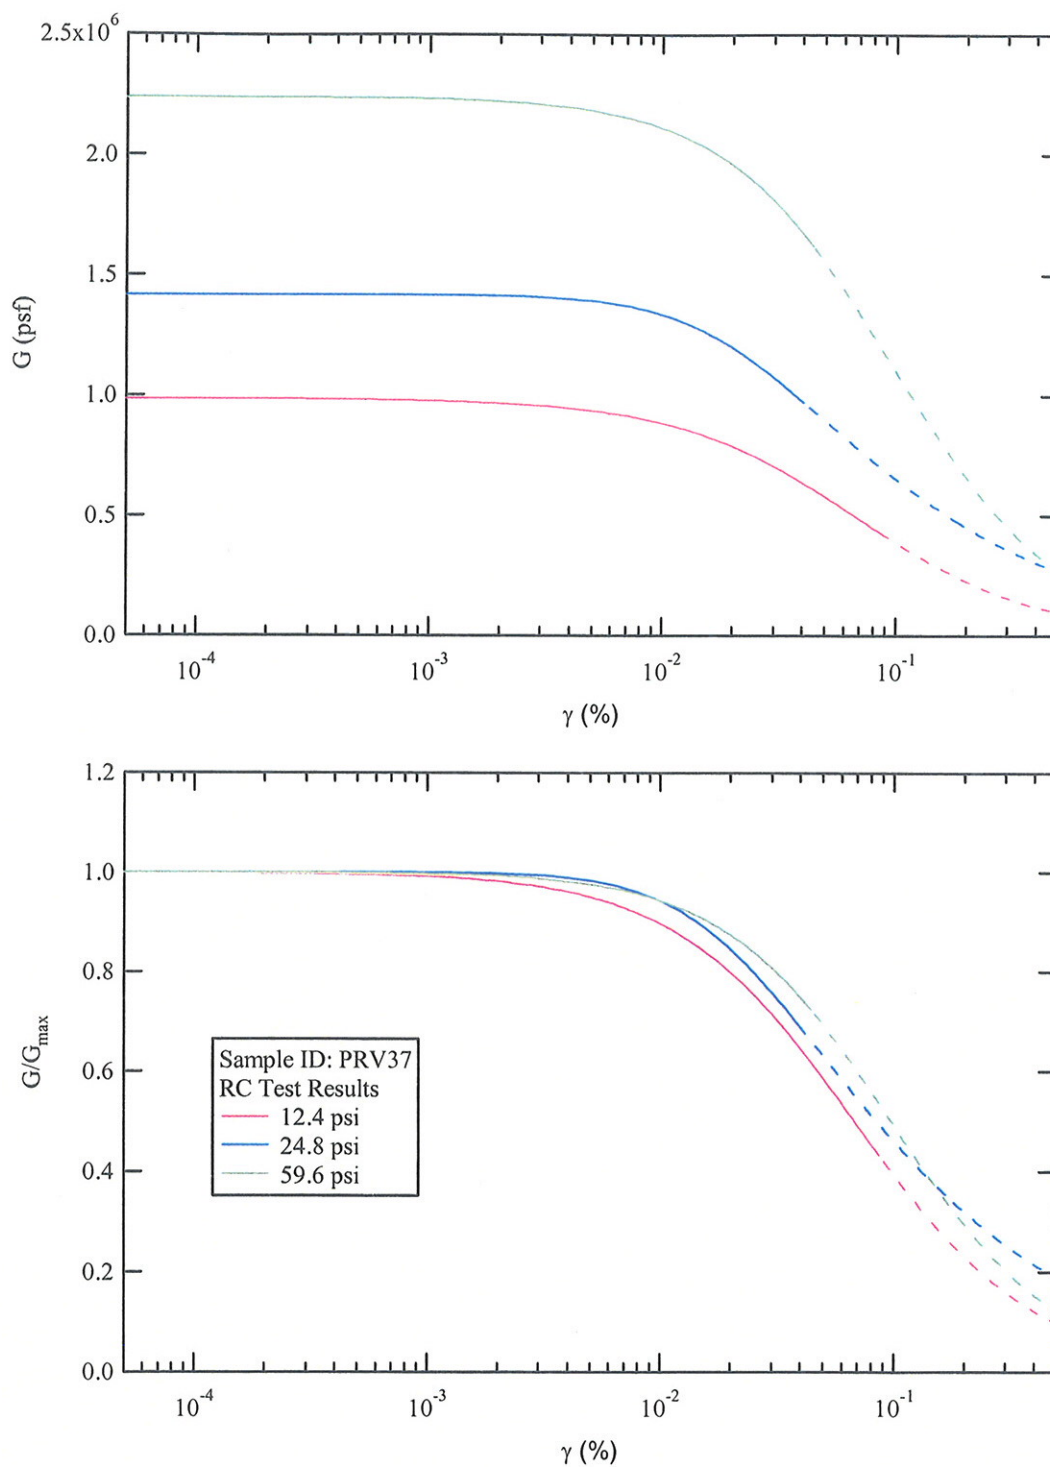 2.5x10⁶
2.0
1.5
1.0
0.5
0.0
G (psf)
10⁻⁴ 10⁻³ 10⁻² 10⁻¹
γ (%)
1.2
1.0
0.8
0.6
0.4
0.2
0.0
G/Gmax
Sample ID: PRV37
RC Test Results
12.4 psi
24.8 psi
59.6 psi
10⁻⁴ 10⁻³ 10⁻² 10⁻¹
γ (%)